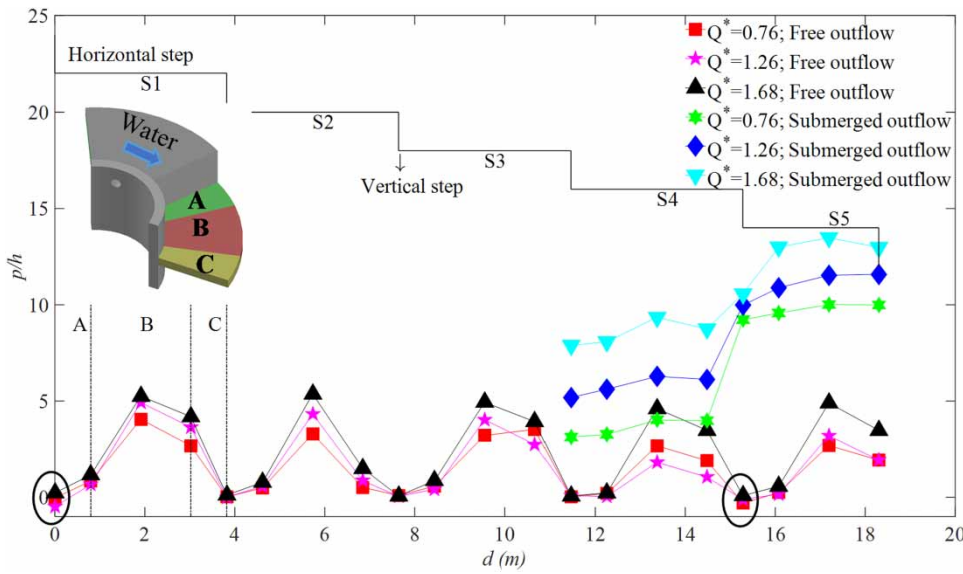 25
20
15
10
5
0
p/h
0
2
4
6
8
10
12
14
16
18
20
d (m)
Horizontal step
S1
S2
S3
Vertical step
S4
S5
Water
A
B
C
A
B
C
Q*=0.76; Free outflow
Q*=1.26; Free outflow
Q*=1.68; Free outflow
Q*=0.76; Submerged outflow
Q*=1.26; Submerged outflow
Q*=1.68; Submerged outflow